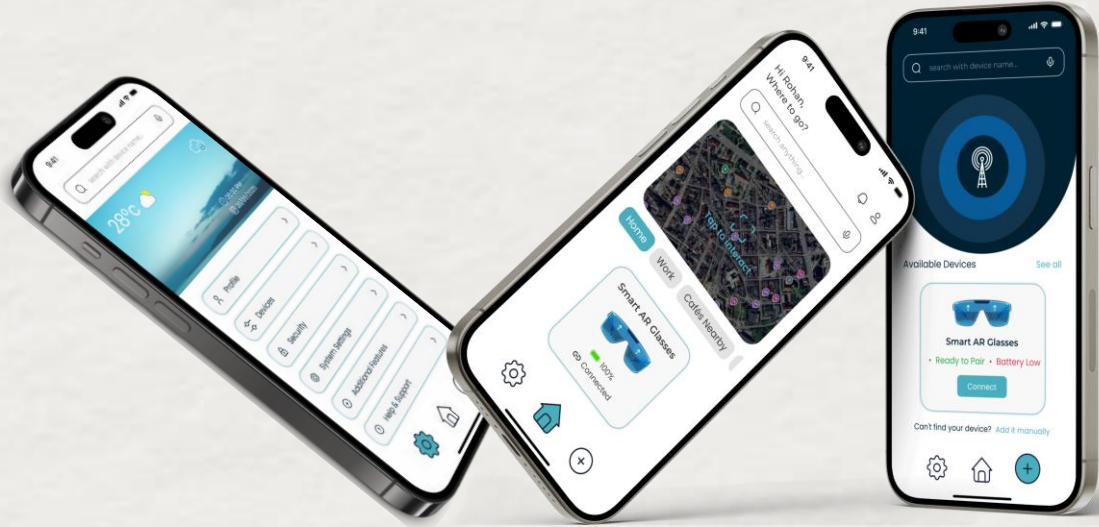 9:41
search with device name...
28°C
Profile
Devices
Security
System Settings
Additional Features
Help & Support
9:41
Hi Rohan,
Where to go?
search anything...
Tap to interact
Home
Work
Cafés Nearby
Smart AR Glasses
100%
Connected
9:41
search with device name...
Available Devices
See all
Smart AR Glasses
• Ready to Pair • Battery Low
Connect
Can't find your device? Add it manually